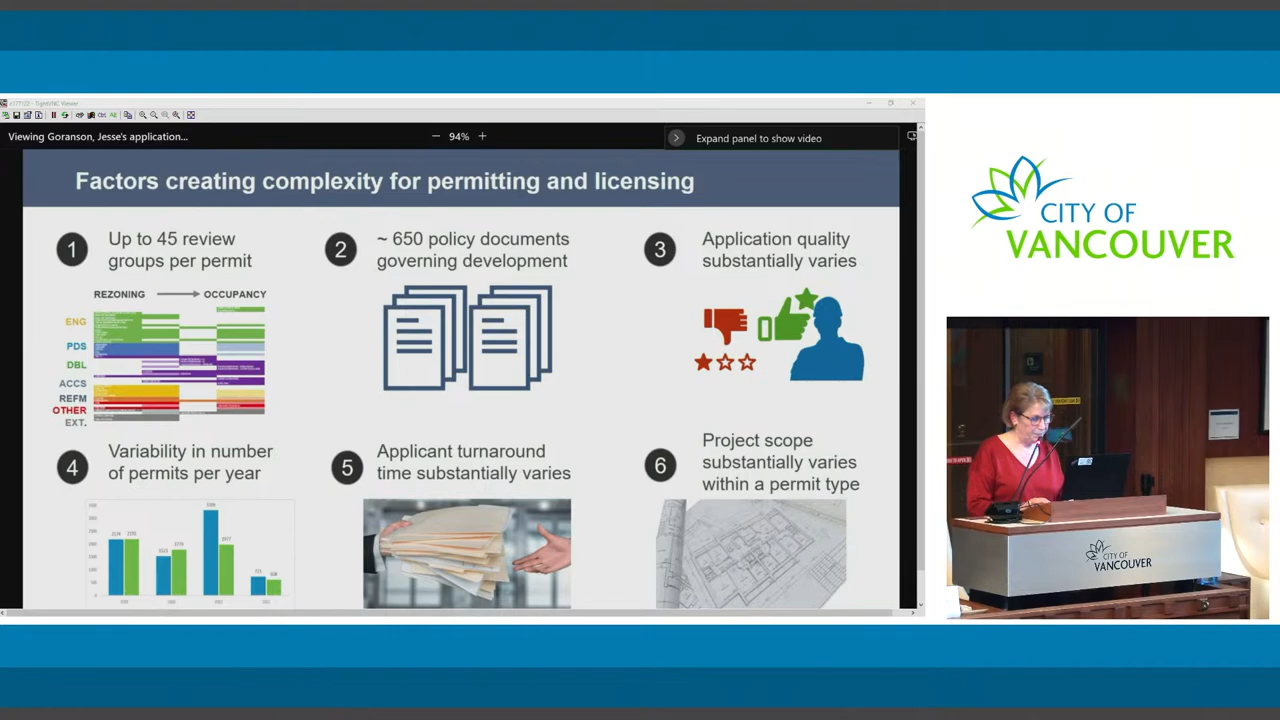 Viewing Goranson, Jesse's application...
94%
Expand panel to show video
Factors creating complexity for permitting and licensing
1
Up to 45 review
groups per permit
REZONING
OCCUPANCY
ENG
PDS
DBL
ACCS
REFM
OTHER
EXT.
2
~ 650 policy documents
governing development
3
Application quality
substantially varies
4
Variability in number
of permits per year
5
Applicant turnaround
time substantially varies
6
Project scope
substantially varies
within a permit type
CITY OF
VANCOUVER
CITY OF
VANCOUVER